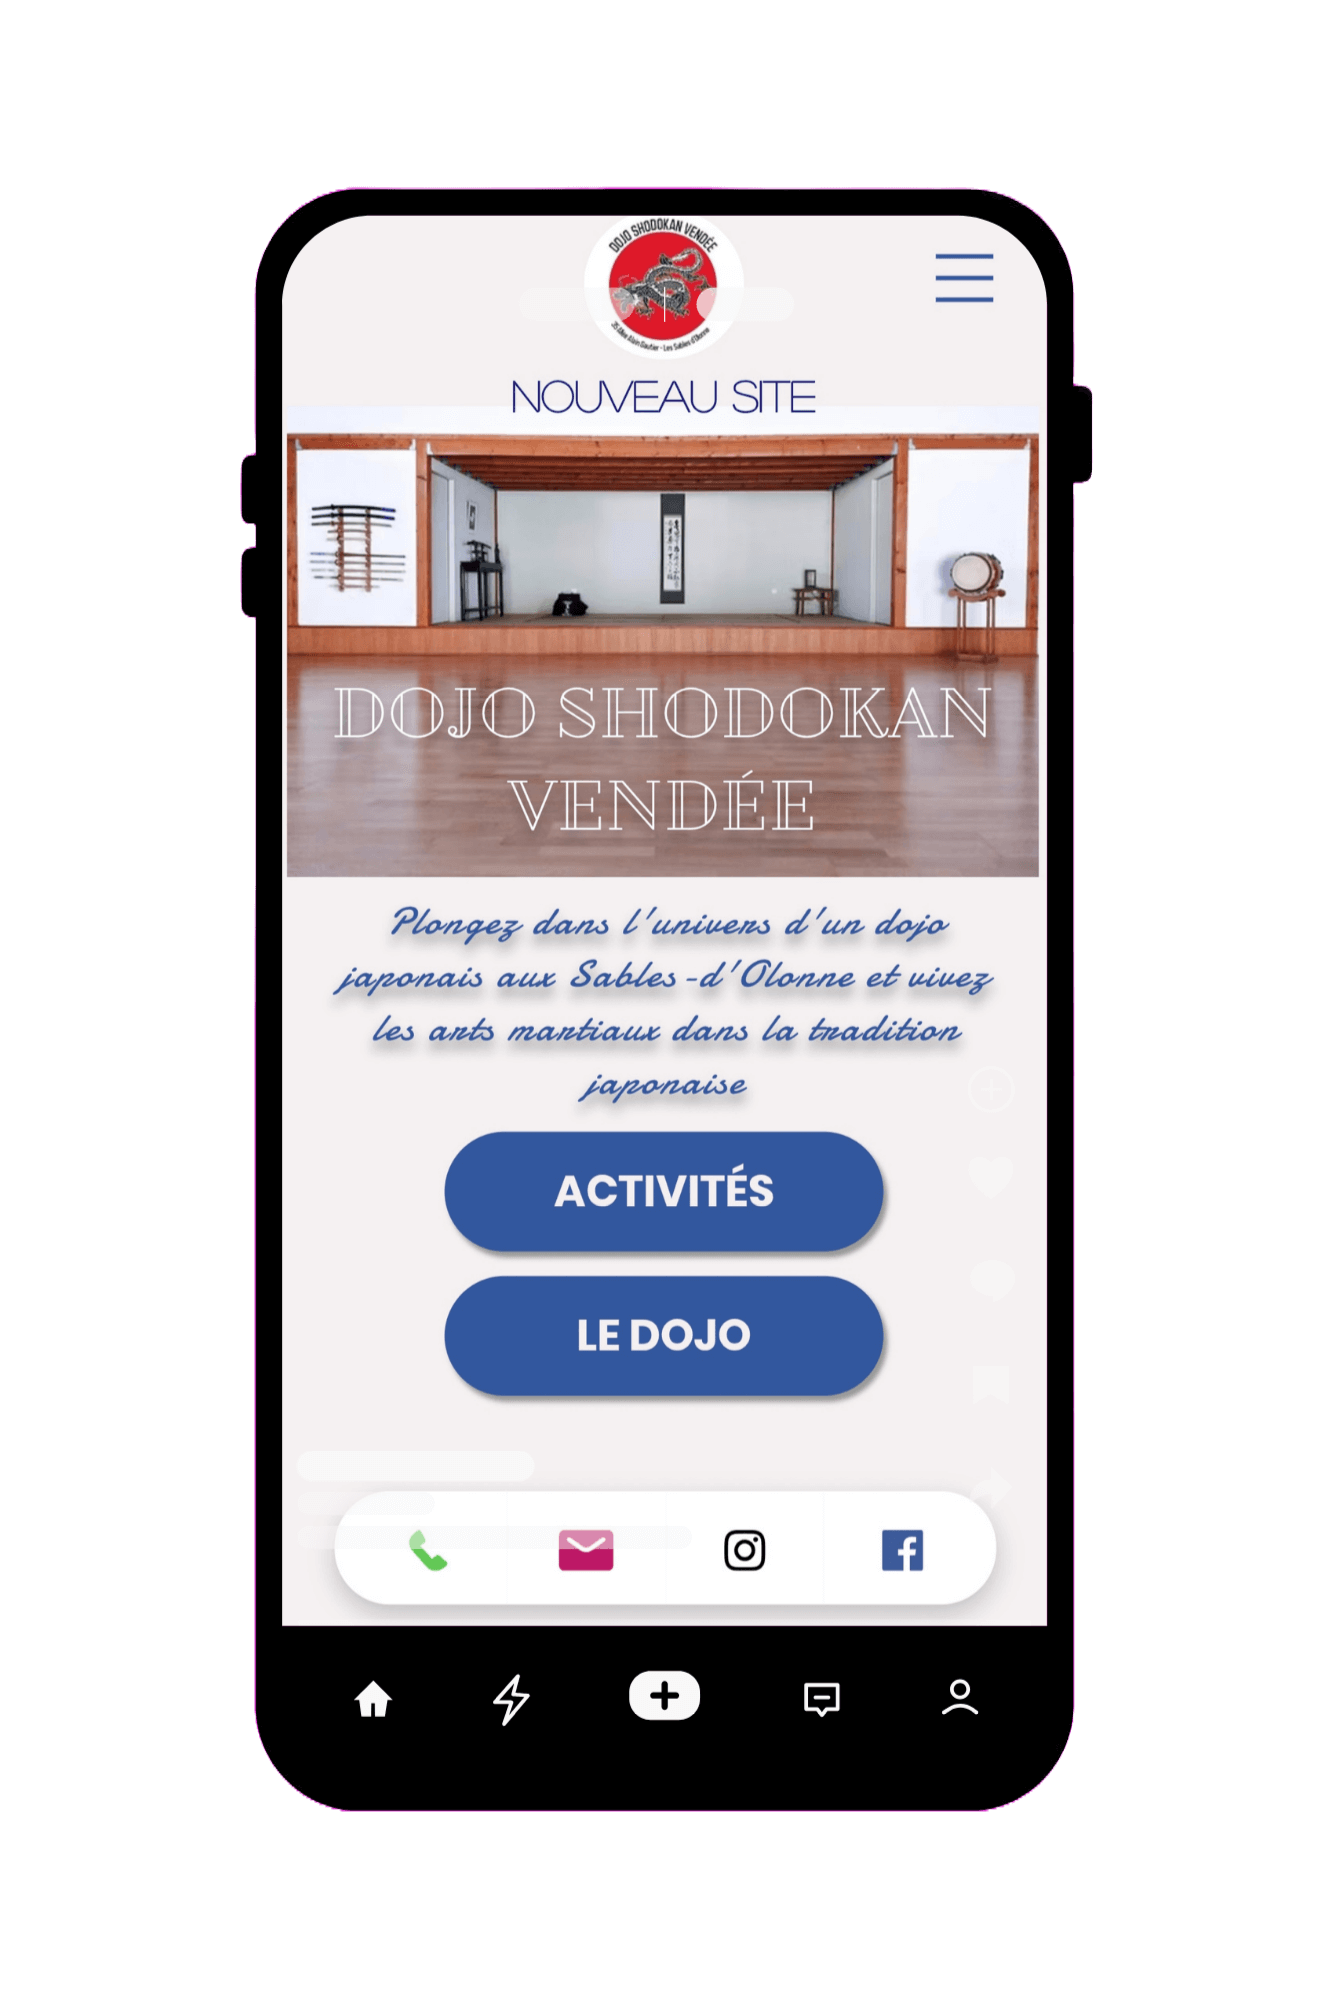 DOJO SHODOKAN VENDÉE
NOUVEAU SITE
DOJO SHODOKAN
VENDÉE
Plongez dans l'univers d'un dojo
japonais aux Sables-d'Olonne et vivez
les arts martiaux dans la tradition
japonaise
ACTIVITÉS
LE DOJO